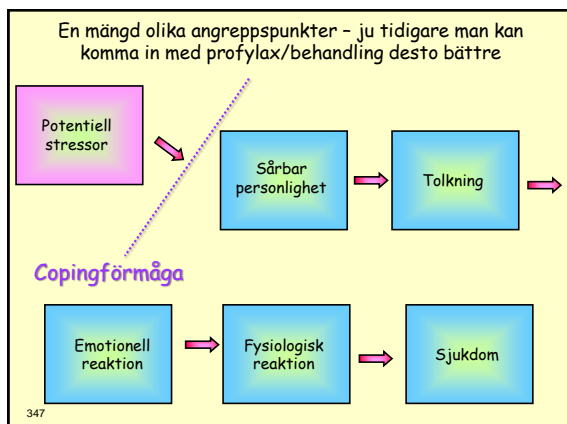 En mängd olika angreppspunkter – ju tidigare man kan
komma in med profylax/behandling desto bättre
Potentiell
stressor
Sårbar
personlighet
Tolkning
Copingförmåga
Emotionell
reaktion
Fysiologisk
reaktion
Sjukdom
347